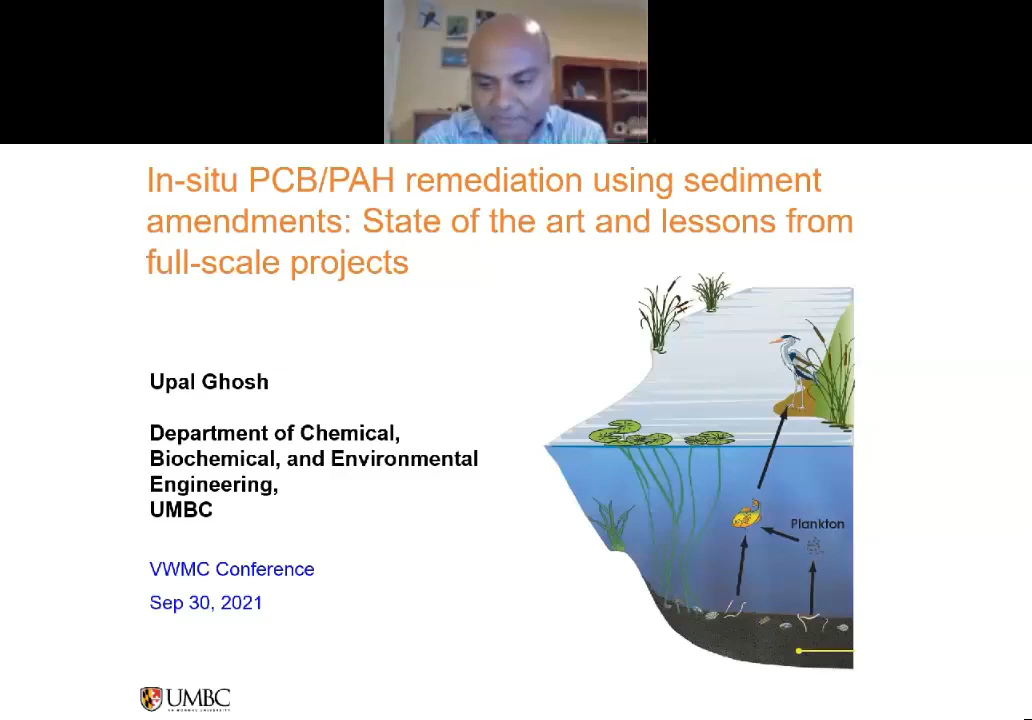 In-situ PCB/PAH remediation using sediment
amendments: State of the art and lessons from
full-scale projects
Upal Ghosh
Department of Chemical,
Biochemical, and Environmental
Engineering,
UMBC
Plankton
VWMC Conference
Sep 30, 2021
UMBC